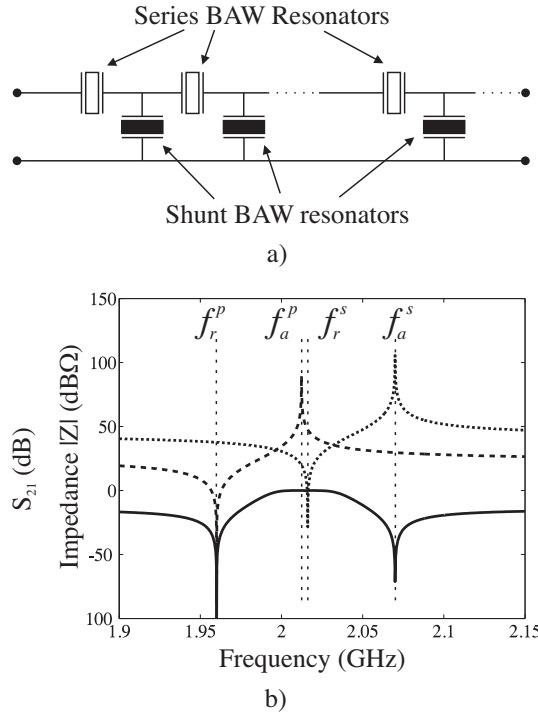 Series BAW Resonators
Shunt BAW resonators
a)
S₂₁ (dB)
Impedance |Z| (dBΩ)
150
100
50
0
-50
100
f_r^p f_a^p f_r^s f_a^s
1.9 1.95 2 2.05 2.1 2.15
Frequency (GHz)
b)